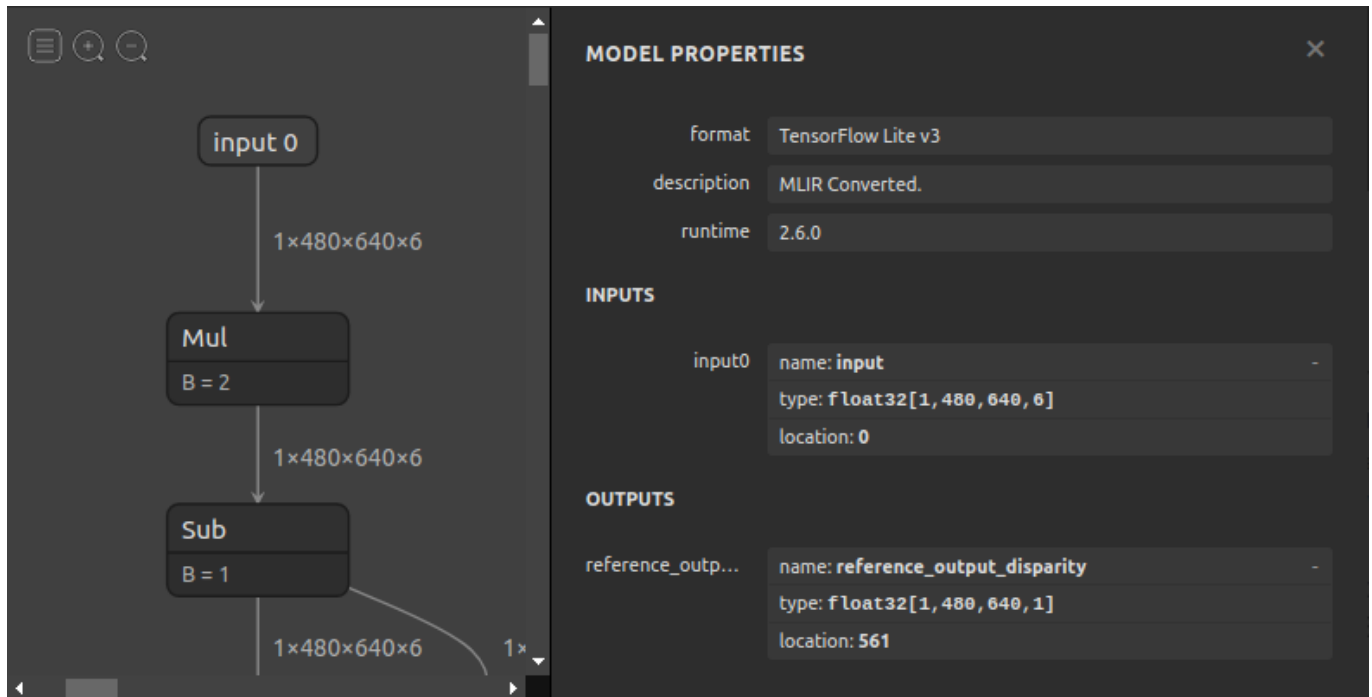 input 0
1×480×640×6
Mul
B = 2
1×480×640×6
Sub
B = 1
1×480×640×6
1×
MODEL PROPERTIES
×
format TensorFlow Lite v3
description MLIR Converted.
runtime 2.6.0
INPUTS
input0 name: input -
type: float32[1,480,640,6]
location: 0
OUTPUTS
reference_outp... name: reference_output_disparity -
type: float32[1,480,640,1]
location: 561